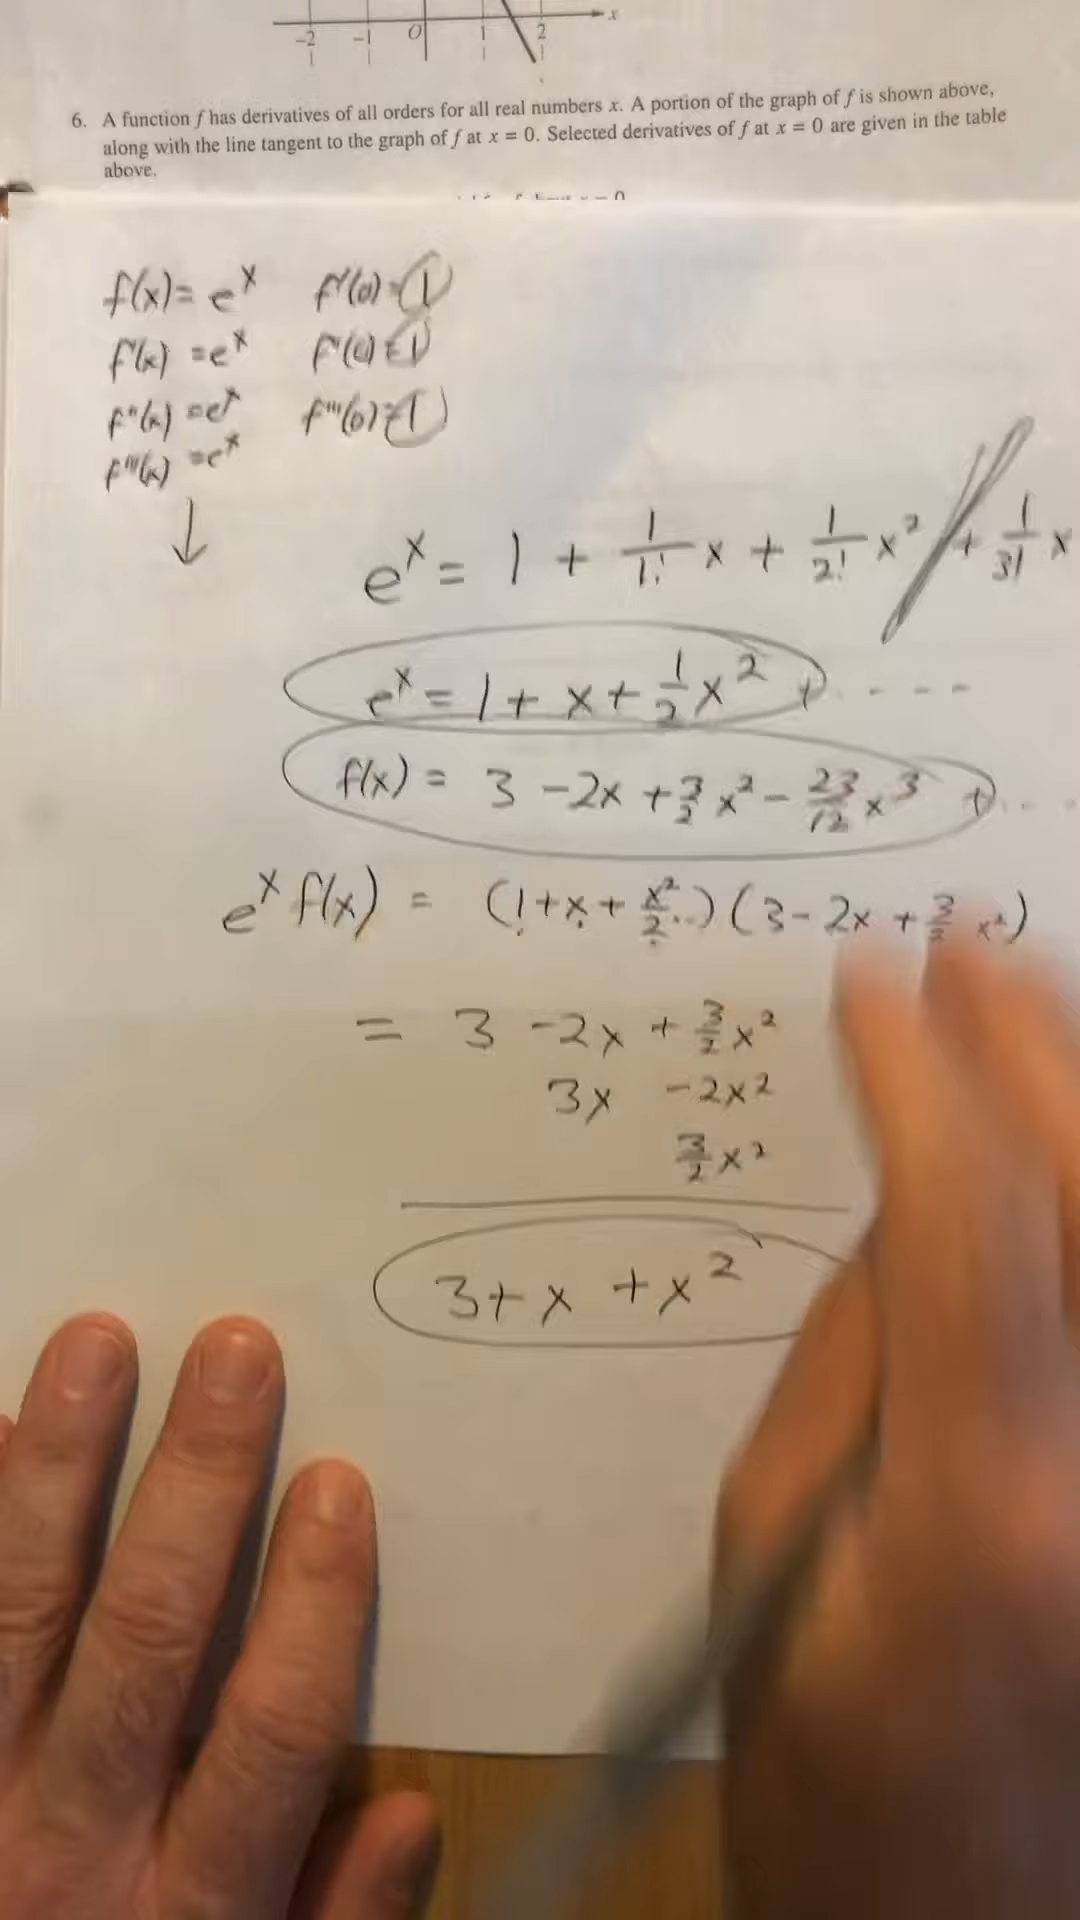 -2 -1 O 1 2 x
6. A function f has derivatives of all orders for all real numbers x. A portion of the graph of f is shown above,
along with the line tangent to the graph of f at x = 0. Selected derivatives of f at x = 0 are given in the table
above.
f(x) = e^x f'(0) = 1
f'(x) = e^x f''(0) = 1
f''(x) = e^x f'''(0) = 1
f'''(x) = e^x
↓
e^x = 1 + 1/1! x + 1/2! x^2 + 1/3! x
e^x = 1 + x + 1/2 x^2 + ....
f(x) = 3 - 2x + 3/2 x^2 - 23/12 x^3 + ...
e^x f(x) = (1 + x + x^2/2 ..) (3 - 2x + 3/2 x^2)
= 3 - 2x + 3/2 x^2
3x - 2x^2
3/2 x^2
3 + x + x^2